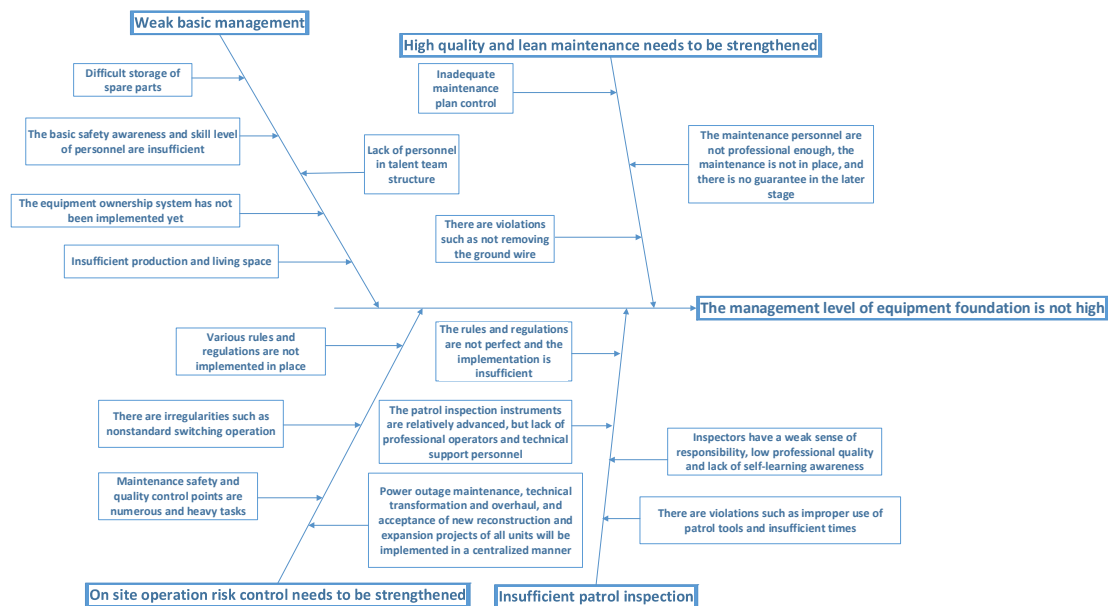 Weak basic management
High quality and lean maintenance needs to be strengthened
Difficult storage of
spare parts
Inadequate
maintenance
plan control
The basic safety awareness and skill level
of personnel are insufficient
Lack of personnel
in talent team
structure
The maintenance personnel are
not professional enough, the
maintenance is not in place, and
there is no guarantee in the later
stage
The equipment ownership system has
not been implemented yet
There are violations
such as not removing
the ground wire
Insufficient production and living space
The management level of equipment foundation is not high
Various rules and
regulations are not
implemented in place
The rules and regulations
are not perfect and the
implementation is
insufficient
There are irregularities such as
nonstandard switching operation
The patrol inspection instruments
are relatively advanced, but lack of
professional operators and technical
support personnel
Inspectors have a weak sense of
responsibility, low professional quality
and lack of self-learning awareness
Maintenance safety and
quality control points are
numerous and heavy tasks
Power outage maintenance, technical
transformation and overhaul, and
acceptance of new reconstruction and
expansion projects of all units will be
implemented in a centralized manner
There are violations such as improper use of
patrol tools and insufficient times
On site operation risk control needs to be strengthened
Insufficient patrol inspection